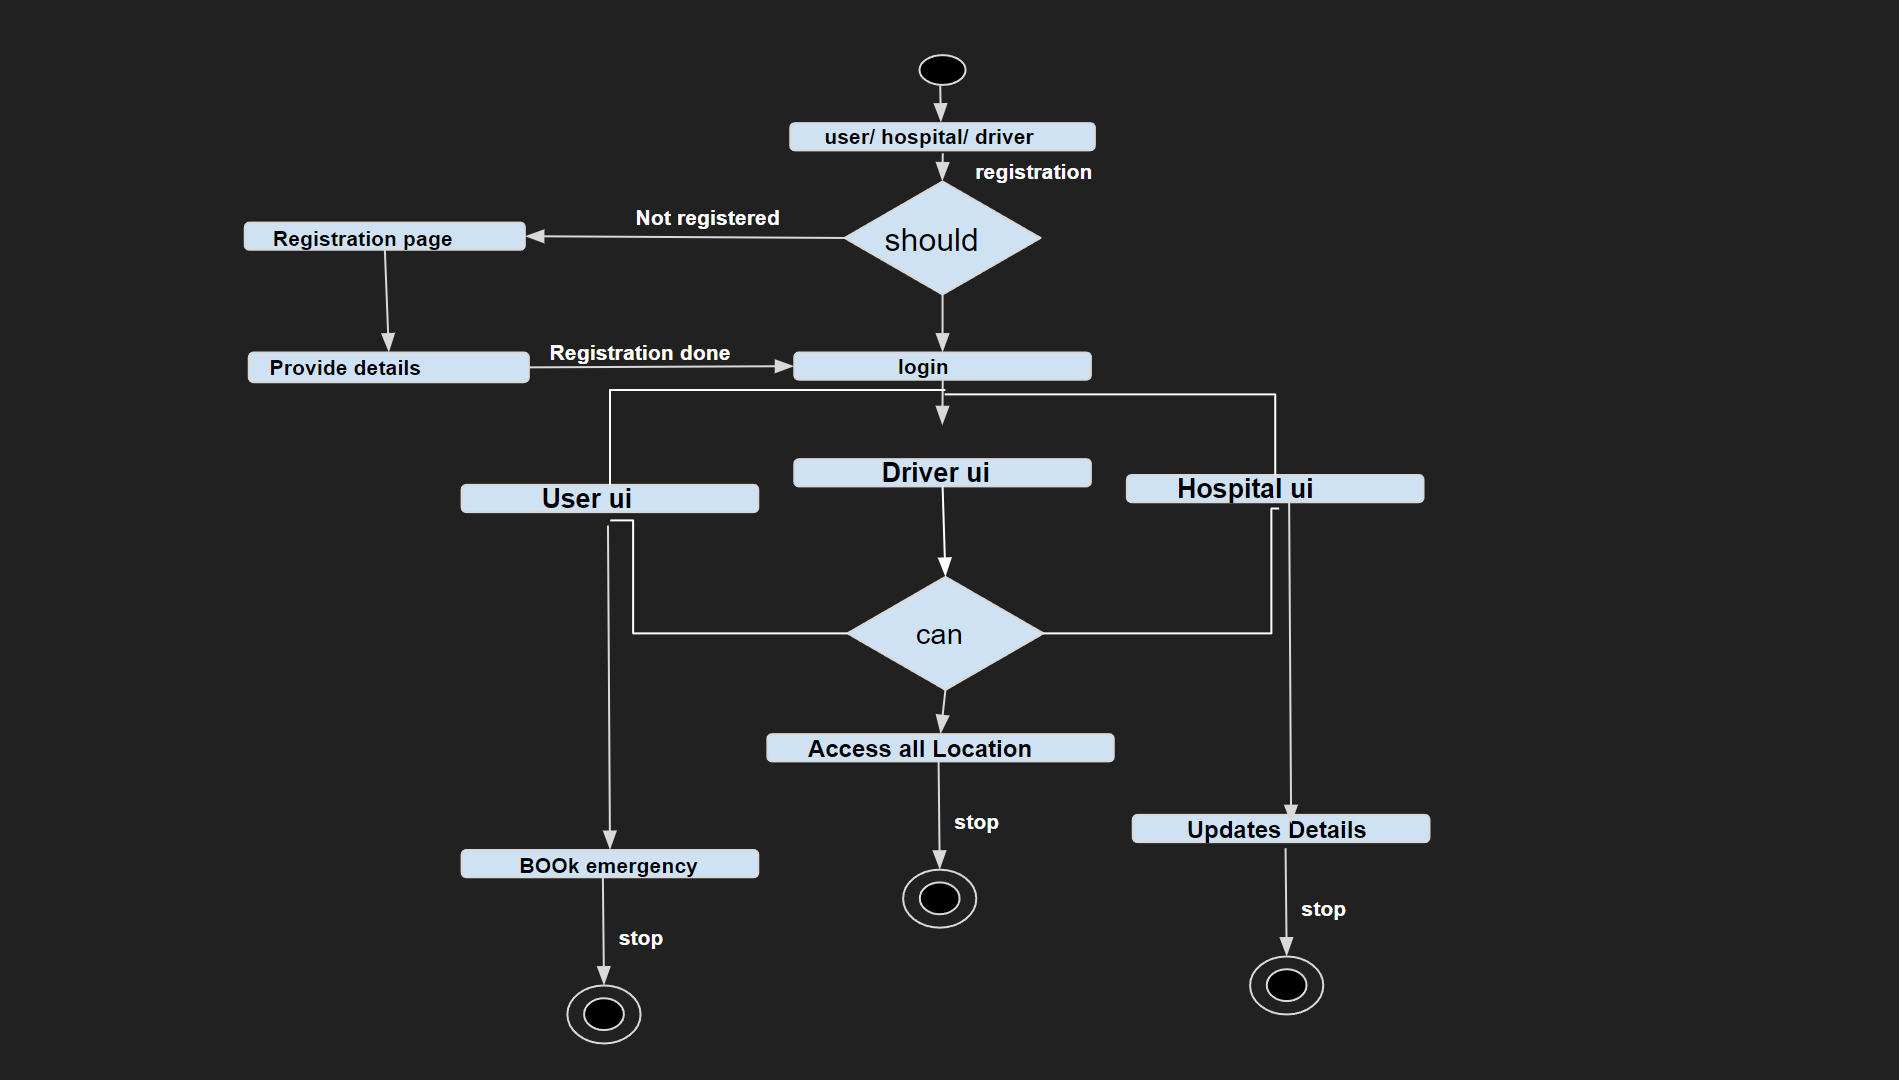 user/ hospital/ driver
registration
Not registered
should
Registration page
Registration done
Provide details
login
Driver ui
User ui
Hospital ui
can
Access all Location
stop
Updates Details
BOOk emergency
stop
stop